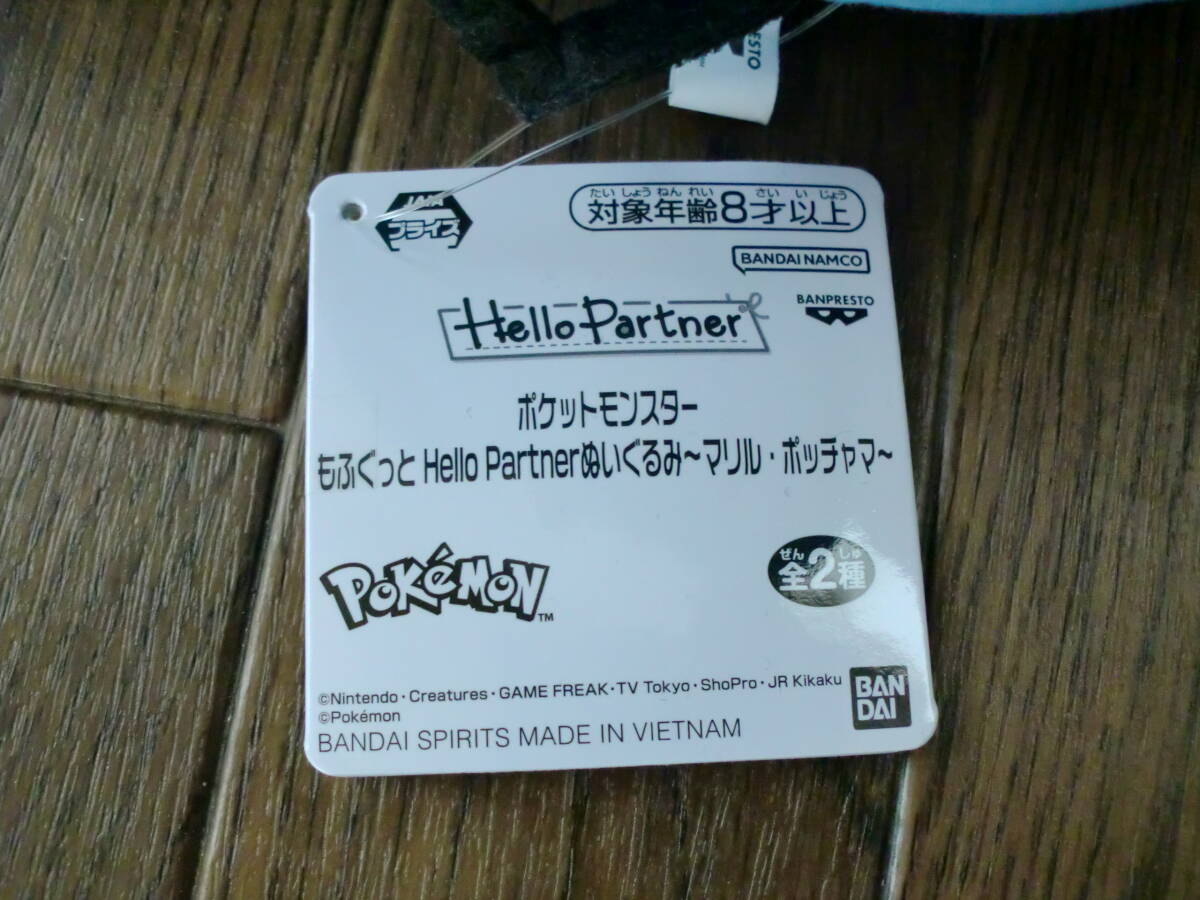 ESTO
プライズ
たいしょうねんれい さいいじょう
対象年齢8才以上
BANDAI NAMCO
BANPRESTO
Hello Partner
ポケットモンスター
もふぐっと Hello Partnerぬいぐるみ~マリル・ポッチャマ~
ぜん しゅ
全2種
POKéMON™
©Nintendo・Creatures・GAME FREAK・TV Tokyo・ShoPro・JR Kikaku
©Pokémon
BANDAI SPIRITS MADE IN VIETNAM
BAN
DAI